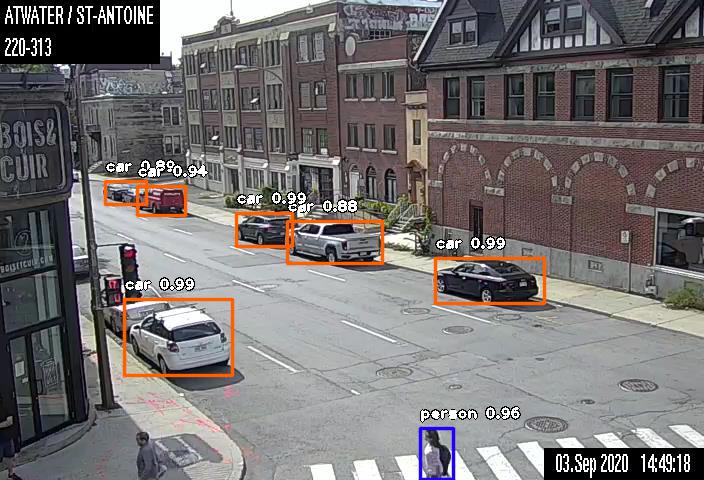 ATWATER / ST-ANTOINE
220-313
BOIS&
CUIR
car 0.89
car 0.94
car 0.99
car 0.88
car 0.99
car 0.99
person 0.96
03.Sep 2020 14:49:18